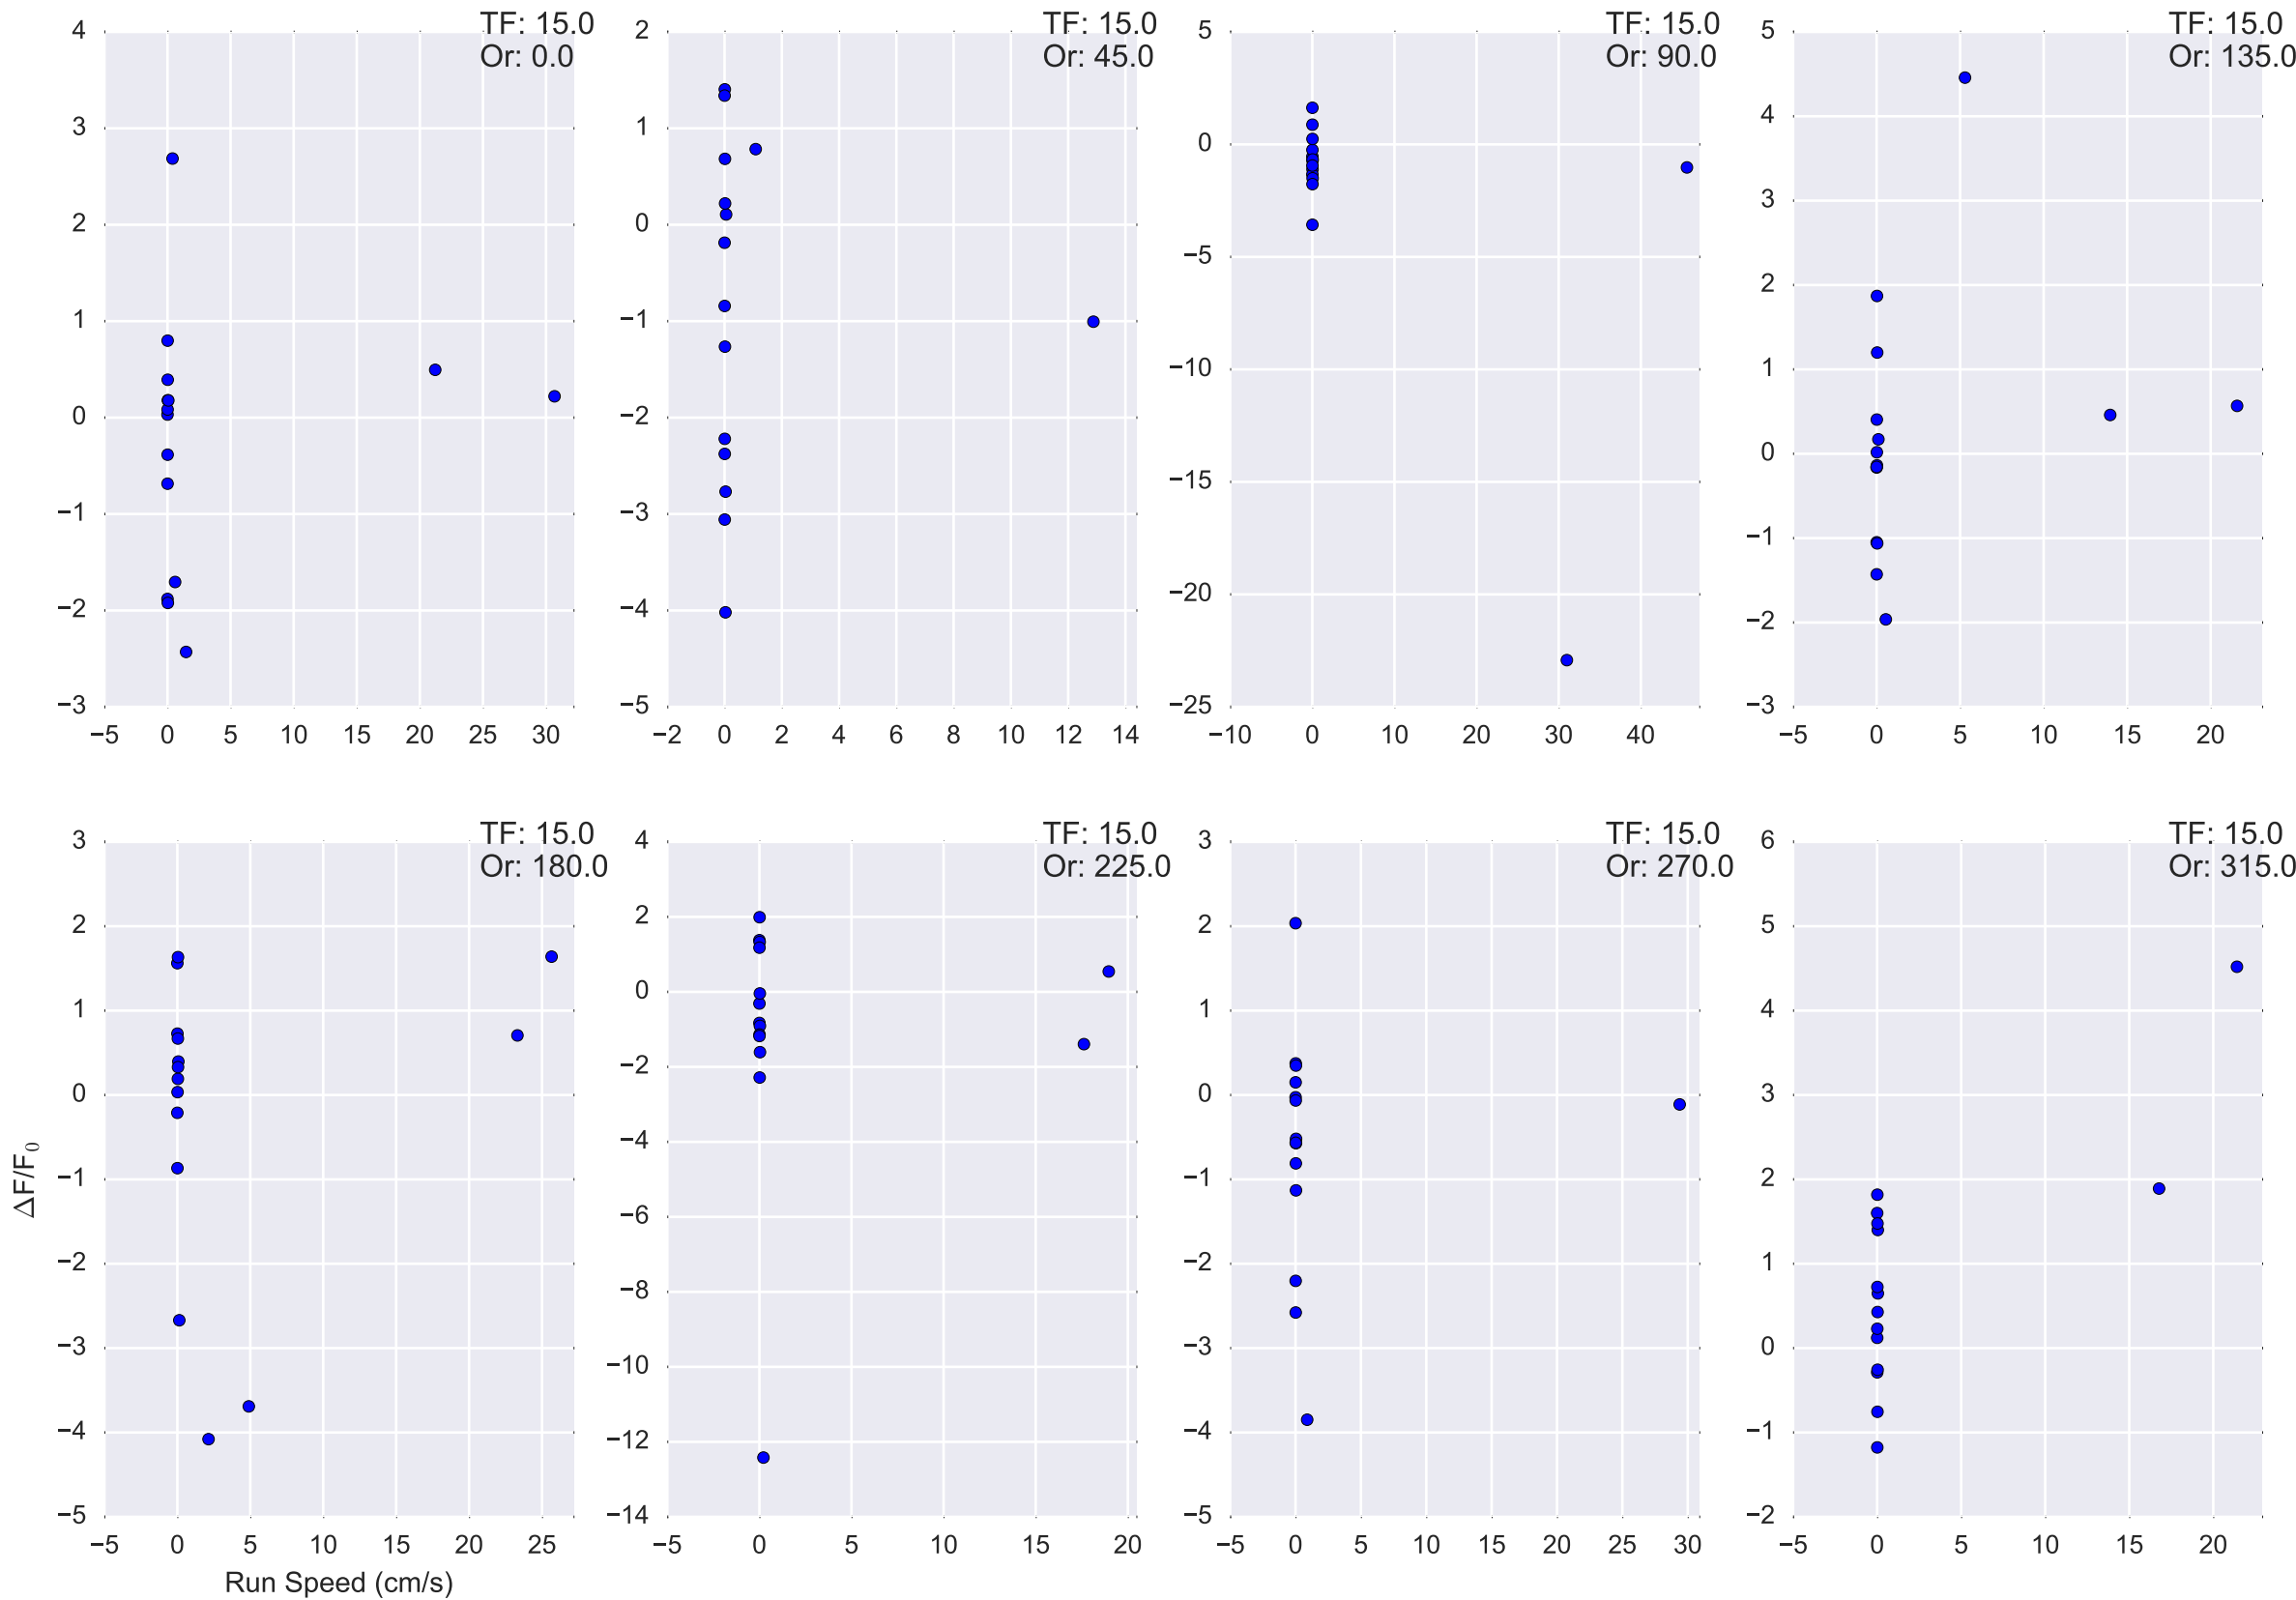 TF: 15.0
Or: 0.0
4
3
2
1
0
−1
−2
−3
−5 0 5 10 15 20 25 30
TF: 15.0
Or: 45.0
2
1
0
−1
−2
−3
−4
−5
−2 0 2 4 6 8 10 12 14
TF: 15.0
Or: 90.0
5
0
−5
−10
−15
−20
−25
−10 0 10 20 30 40
TF: 15.0
Or: 135.0
5
4
3
2
1
0
−1
−2
−3
−5 0 5 10 15 20
TF: 15.0
Or: 180.0
3
2
1
0
−1
−2
−3
−4
−5
−5 0 5 10 15 20 25
ΔF/F₀
Run Speed (cm/s)
TF: 15.0
Or: 225.0
4
2
0
−2
−4
−6
−8
−10
−12
−14
−5 0 5 10 15 20
TF: 15.0
Or: 270.0
3
2
1
0
−1
−2
−3
−4
−5
−5 0 5 10 15 20 25 30
TF: 15.0
Or: 315.0
6
5
4
3
2
1
0
−1
−2
−5 0 5 10 15 20